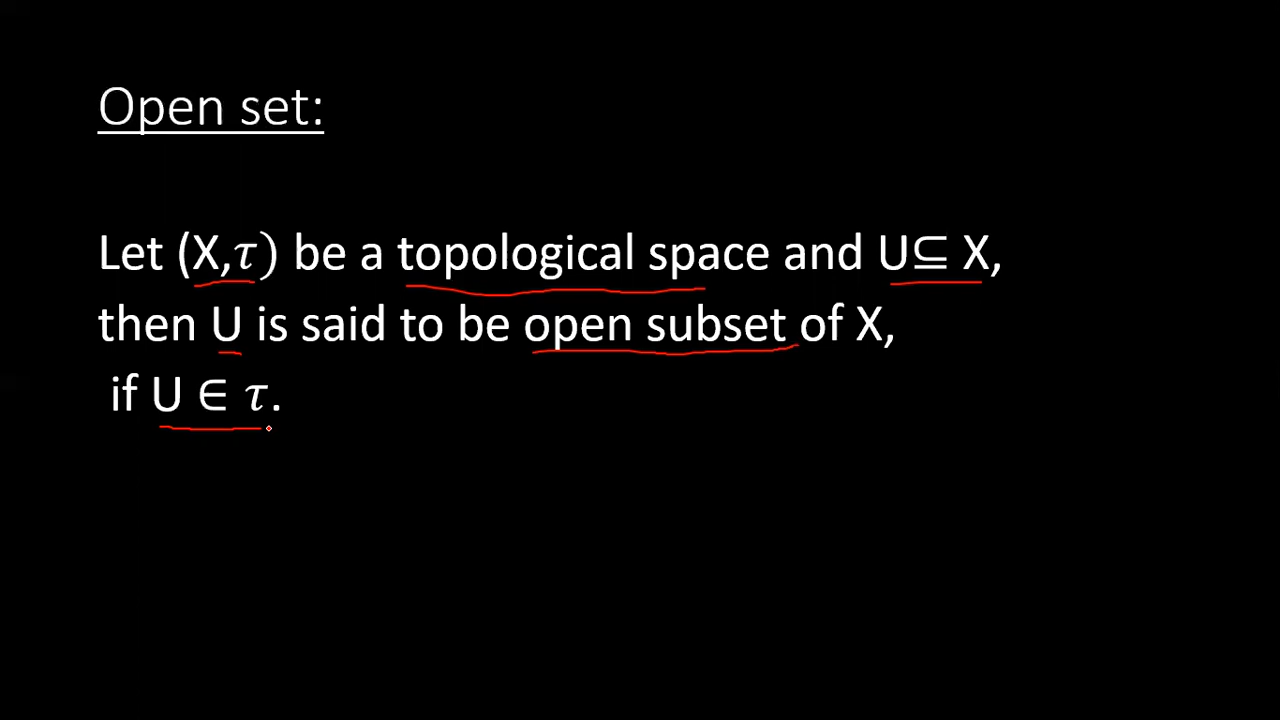 Open set:
Let (X,𝜏) be a topological space and U⊆ X,
then U is said to be open subset of X,
if U ∈ 𝜏.